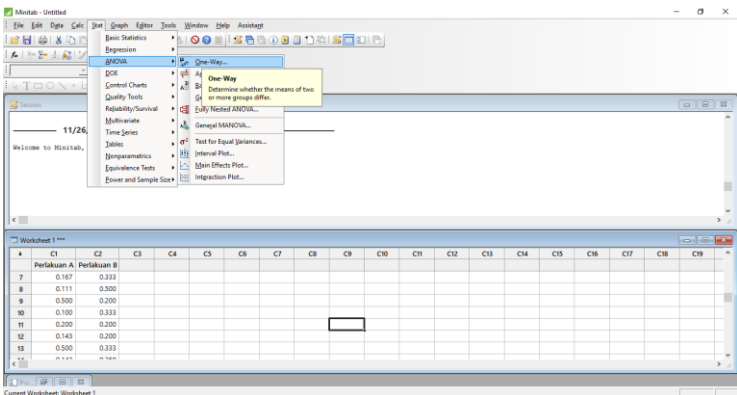 Minitab - Untitled
File Edit Data Calc Stat Graph Editor Tools Window Help Assistant
Basic Statistics
Regression
ANOVA
DOE
Control Charts
Quality Tools
Reliability/Survival
Multivariate
Time Series
Tables
Nonparametrics
Equivalence Tests
Power and Sample Size
One-Way...
One-Way
Determine whether the means of two
or more groups differ.
Fully Nested ANOVA...
General MANOVA...
Test for Equal Variances...
Interval Plot...
Main Effects Plot...
Interaction Plot...
Session
11/26/
Welcome to Minitab,
Worksheet 1 ***
C1 C2 C3 C4 C5 C6 C7 C8 C9 C10 C11 C12 C13 C14 C15 C16 C17 C18 C19
Perlakuan A Perlakuan B
7 0.167 0.333
8 0.111 0.500
9 0.500 0.200
10 0.100 0.333
11 0.200 0.200
12 0.143 0.200
13 0.500 0.333
Pro...
Current Worksheet: Worksheet 1